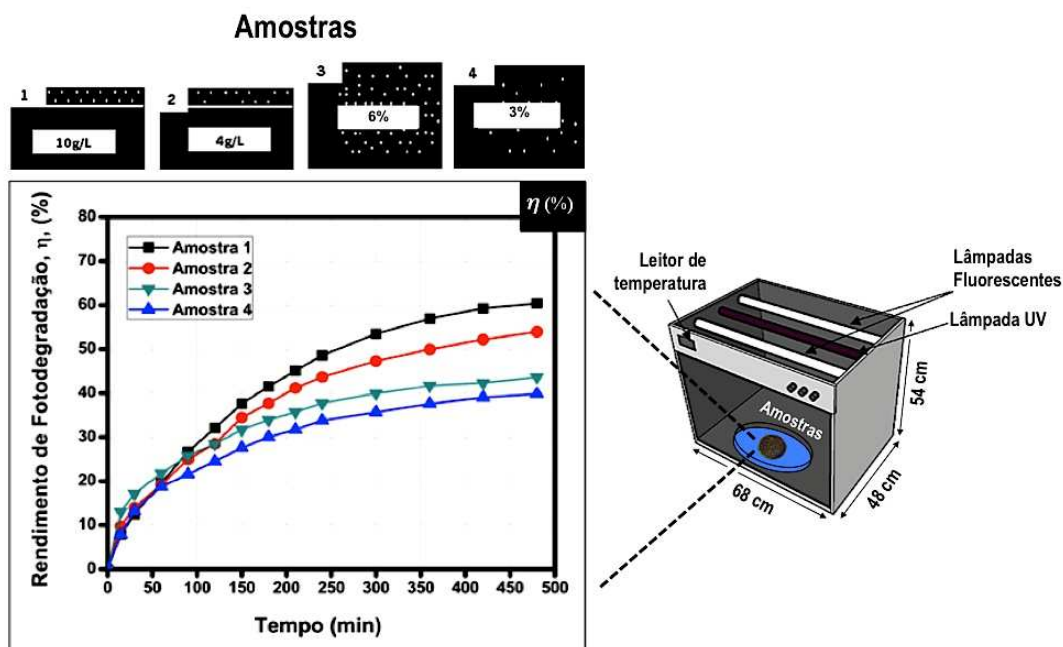 Amostras
1
10g/L
2
4g/L
3
6%
4
3%
η (%)
Rendimento de Fotodegradação, η, (%)
80
70
60
50
40
30
20
10
0
Amostra 1
Amostra 2
Amostra 3
Amostra 4
0 50 100 150 200 250 300 350 400 450 500
Tempo (min)
Leitor de
temperatura
Lâmpadas
Fluorescentes
Lâmpada UV
Amostras
54 cm
48 cm
68 cm